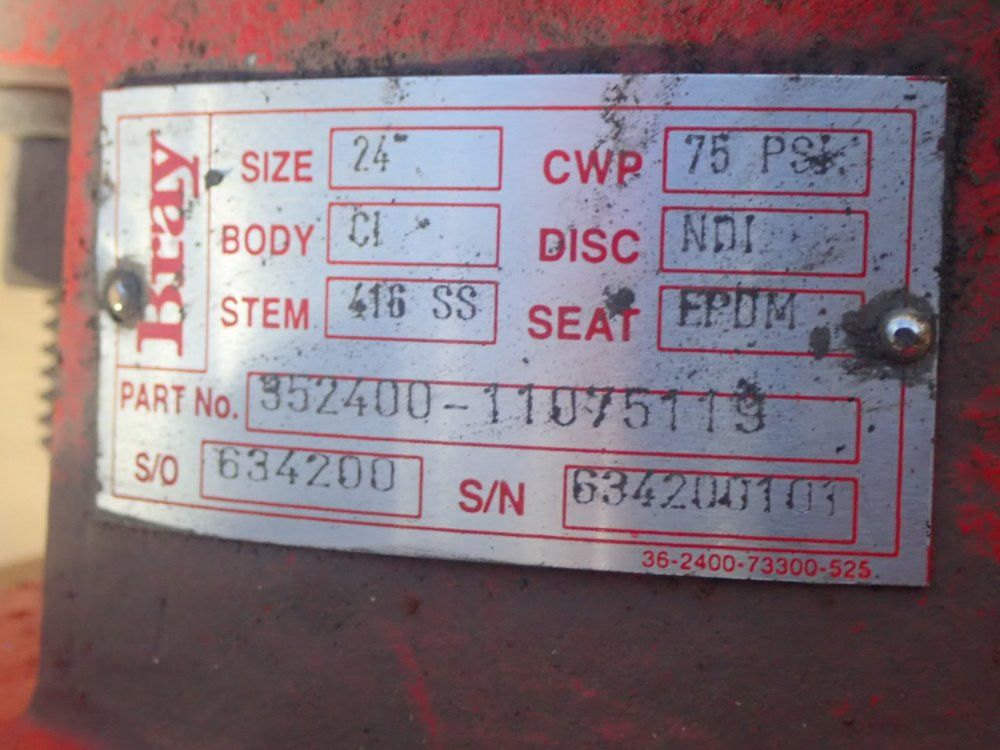 Bray
SIZE 24" CWP 75 PSI
BODY CI DISC NDI
STEM 416 SS SEAT EPDM
PART No. 352400-11075119
S/O 634200 S/N 634200101
36-2400-73300-525